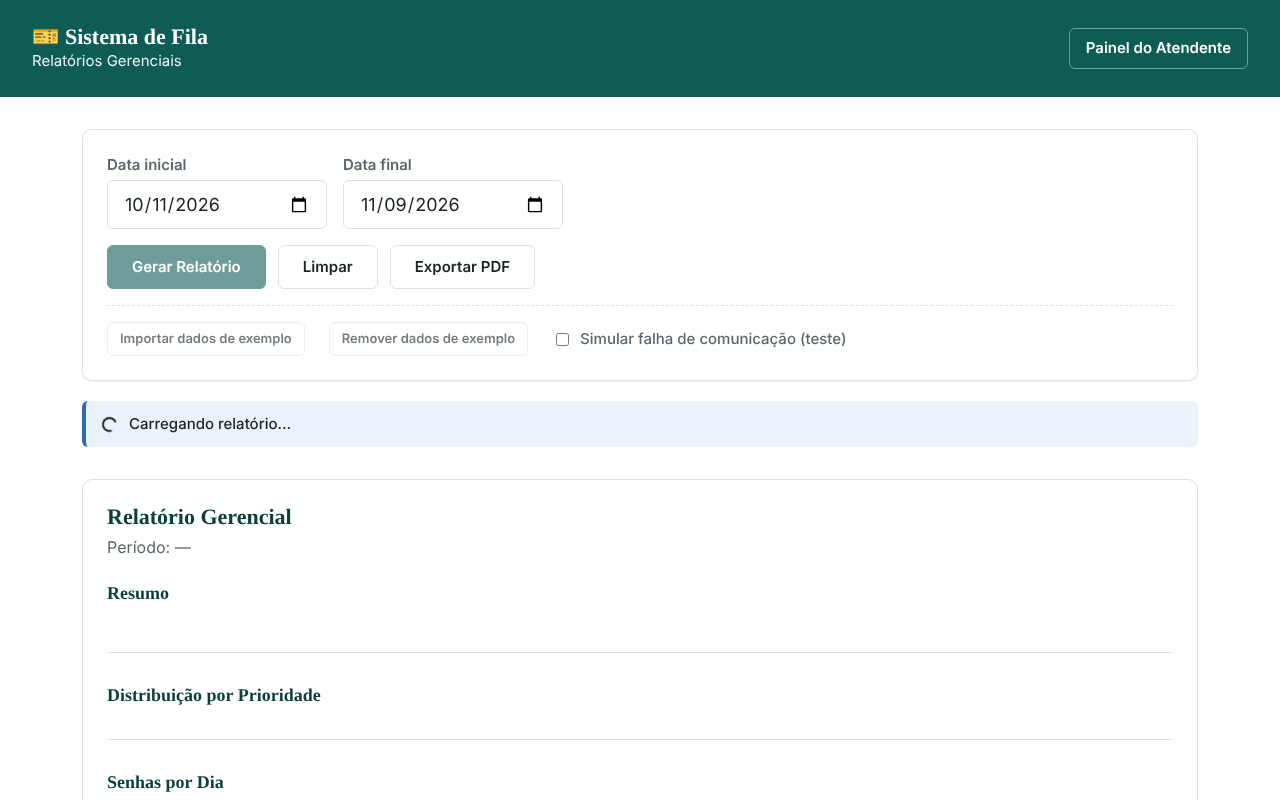 🎫 Sistema de Fila
Relatórios Gerenciais
Painel do Atendente
Data inicial
Data final
10/11/2026
11/09/2026
Gerar Relatório
Limpar
Exportar PDF
Importar dados de exemplo
Remover dados de exemplo
Simular falha de comunicação (teste)
Carregando relatório...
Relatório Gerencial
Período: —
Resumo
Distribuição por Prioridade
Senhas por Dia